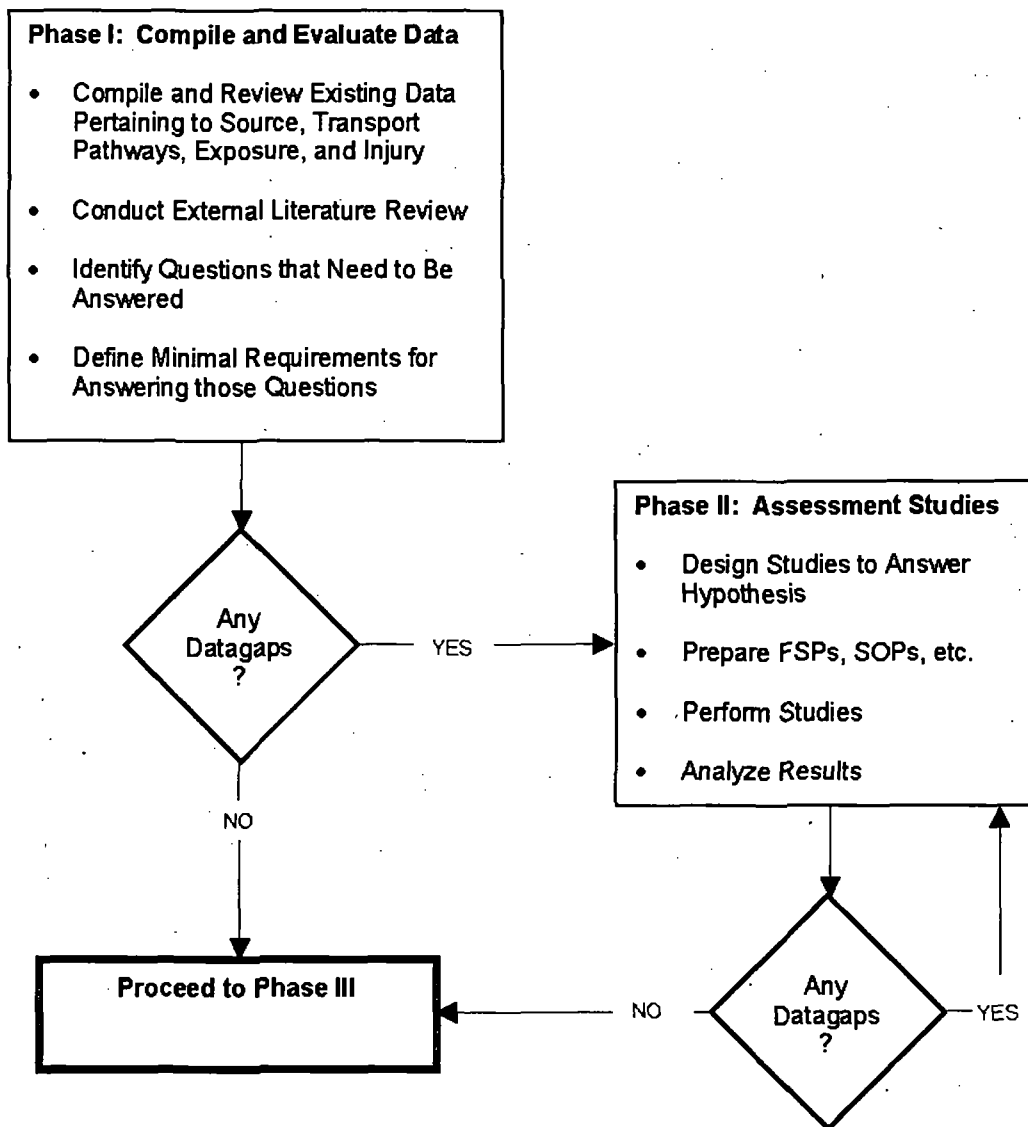 Phase I: Compile and Evaluate Data
• Compile and Review Existing Data
Pertaining to Source, Transport
Pathways, Exposure, and Injury
• Conduct External Literature Review
• Identify Questions that Need to Be
Answered
• Define Minimal Requirements for
Answering those Questions
Any
Datagaps
?
YES
Phase II: Assessment Studies
• Design Studies to Answer
Hypothesis
• Prepare FSPs, SOPs, etc.
• Perform Studies
• Analyze Results
NO
Proceed to Phase III
NO
Any
Datagaps
?
YES